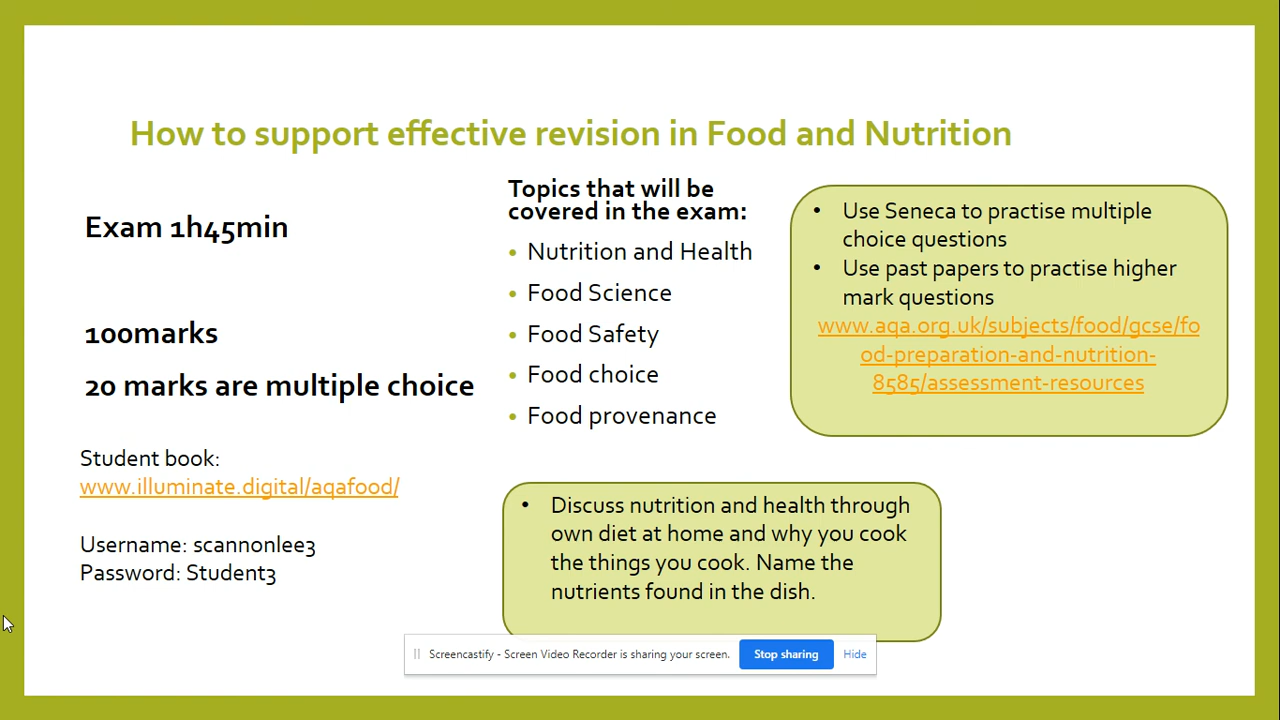 How to support effective revision in Food and Nutrition
Exam 1h45min
100marks
20 marks are multiple choice
Student book:
www.illuminate.digital/aqafood/
Username: scannonlee3
Password: Student3
Topics that will be
covered in the exam:
• Nutrition and Health
• Food Science
• Food Safety
• Food choice
• Food provenance
• Use Seneca to practise multiple
choice questions
• Use past papers to practise higher
mark questions
www.aqa.org.uk/subjects/food/gcse/fo
od-preparation-and-nutrition-
8585/assessment-resources
• Discuss nutrition and health through
own diet at home and why you cook
the things you cook. Name the
nutrients found in the dish.
Screencastify - Screen Video Recorder is sharing your screen.
Stop sharing
Hide